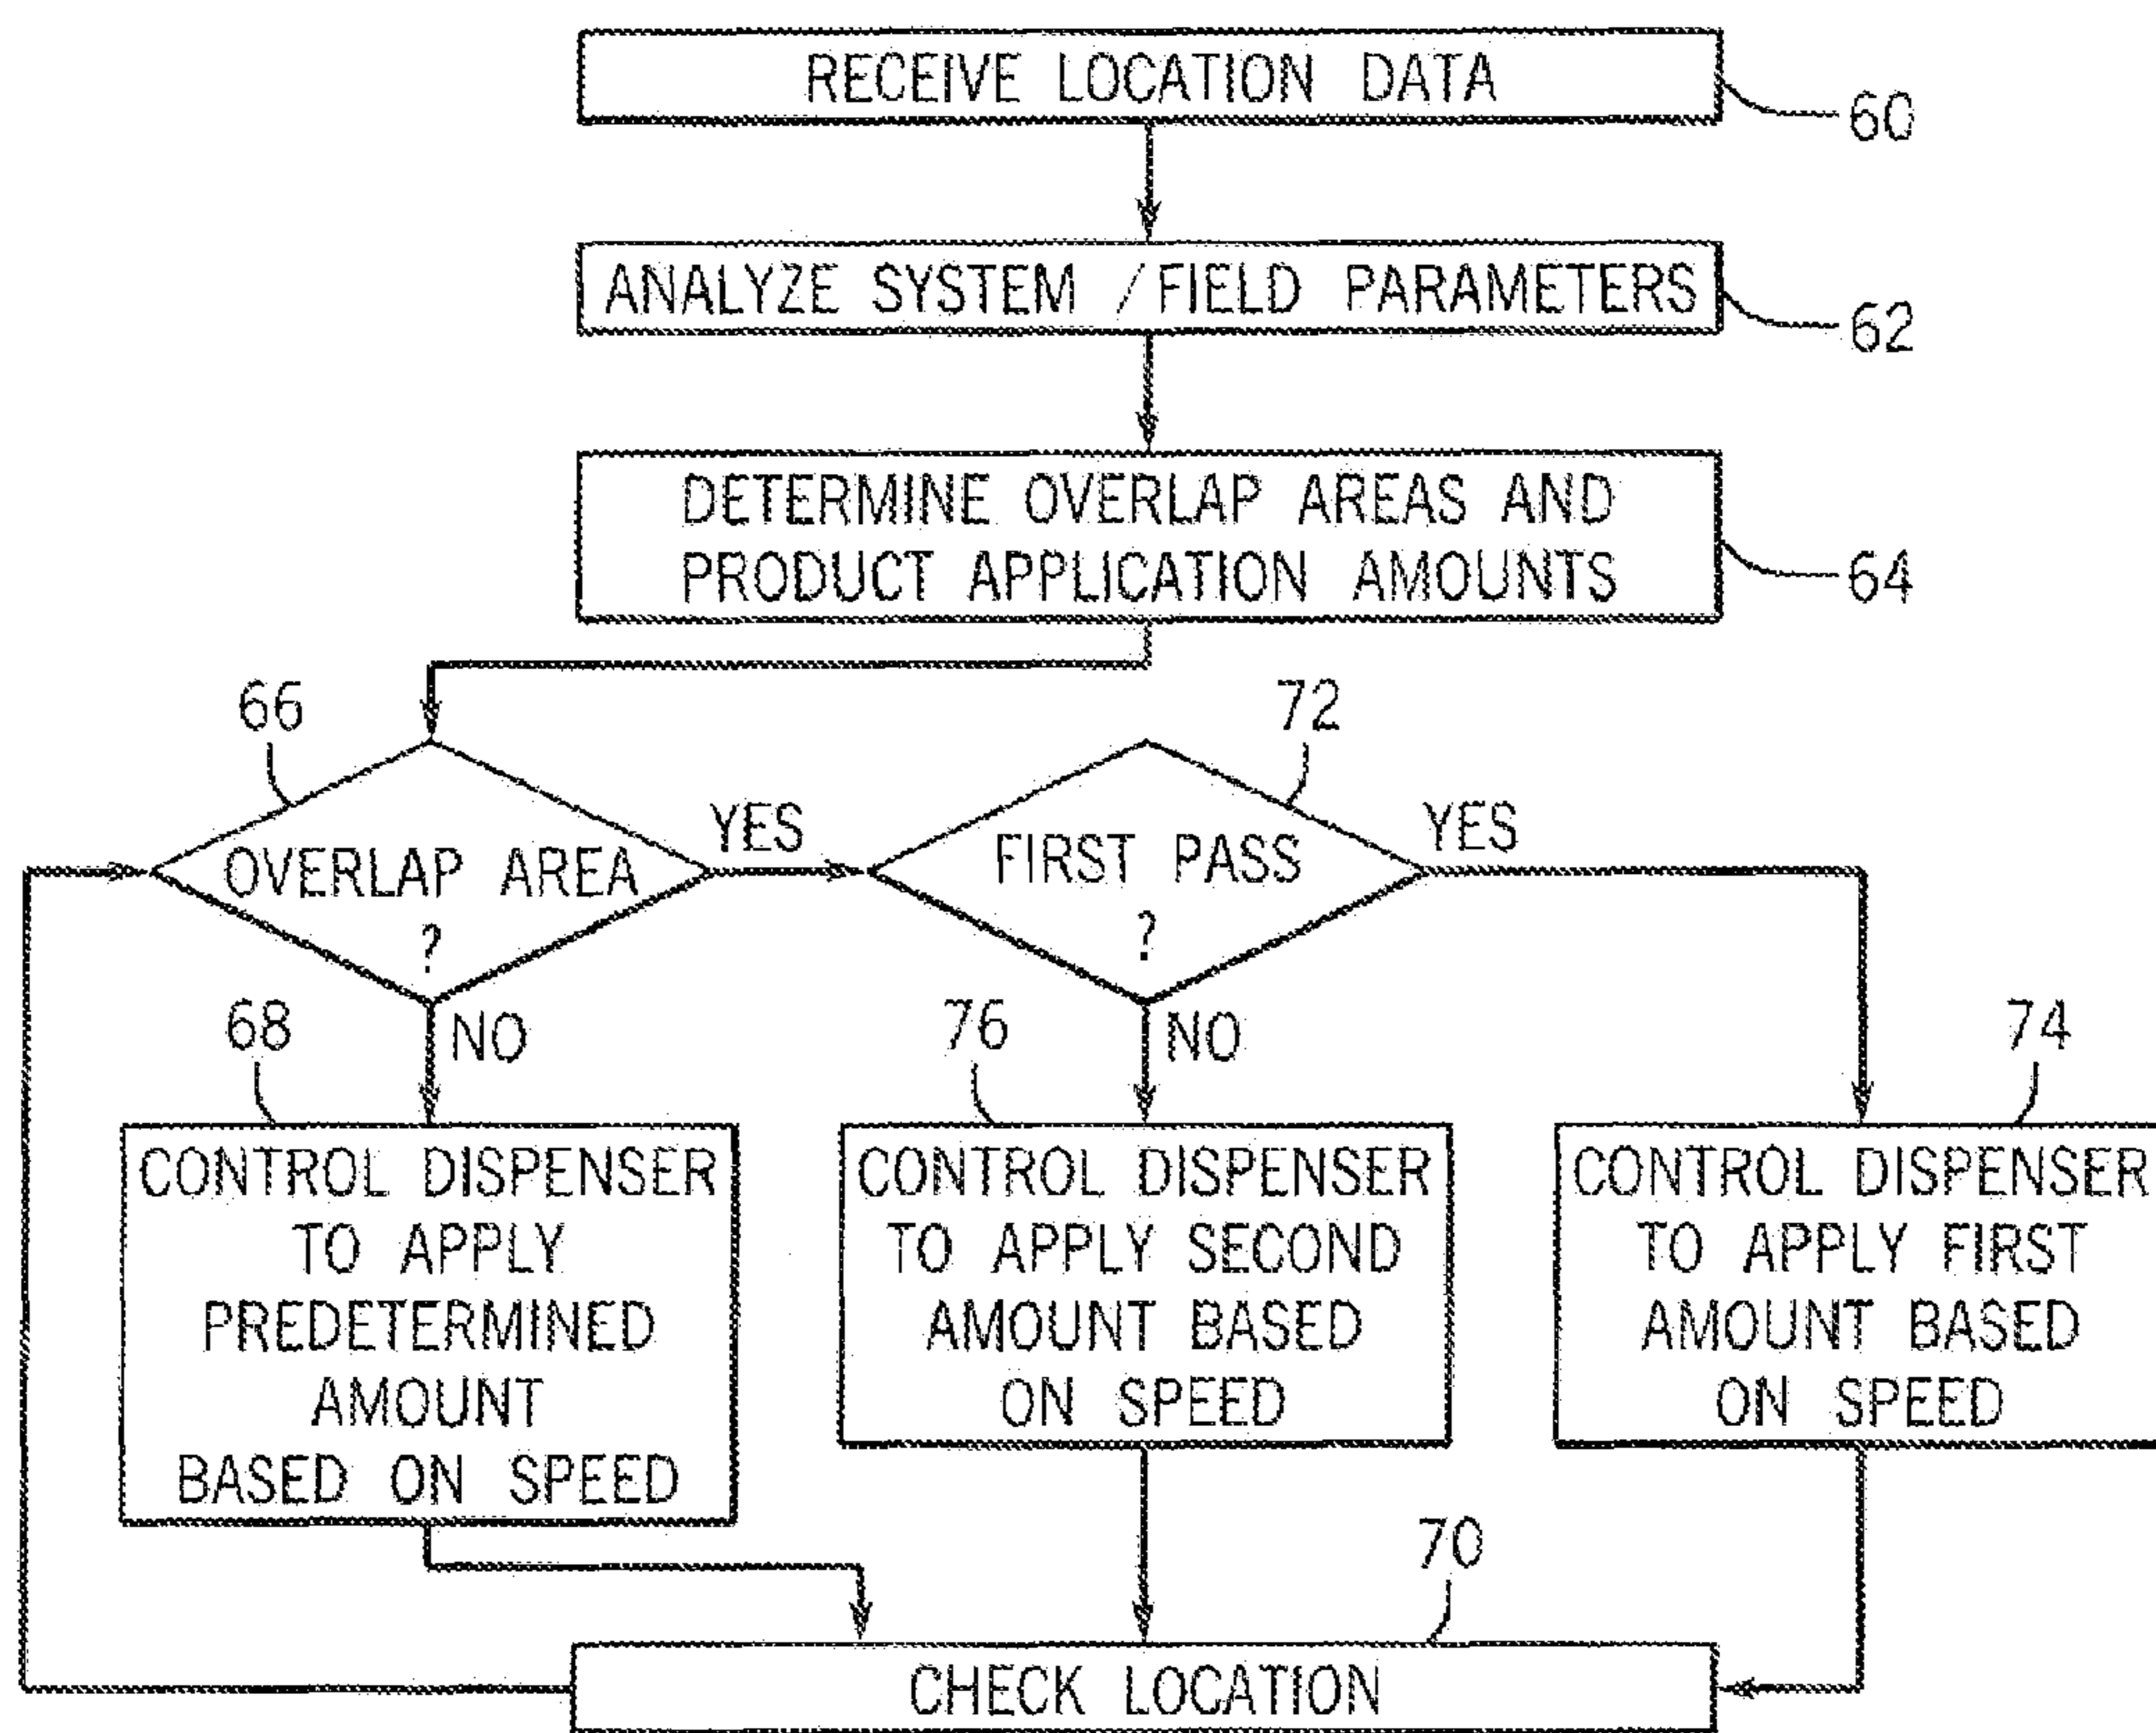 RECEIVE LOCATION DATA
60
ANALYZE SYSTEM / FIELD PARAMETERS
62
DETERMINE OVERLAP AREAS AND
PRODUCT APPLICATION AMOUNTS
64
66
72
OVERLAP AREA
?
YES
FIRST PASS
?
YES
NO
NO
68
CONTROL DISPENSER
TO APPLY
PREDETERMINED
AMOUNT
BASED ON SPEED
76
CONTROL DISPENSER
TO APPLY SECOND
AMOUNT BASED
ON SPEED
74
CONTROL DISPENSER
TO APPLY FIRST
AMOUNT BASED
ON SPEED
70
CHECK LOCATION